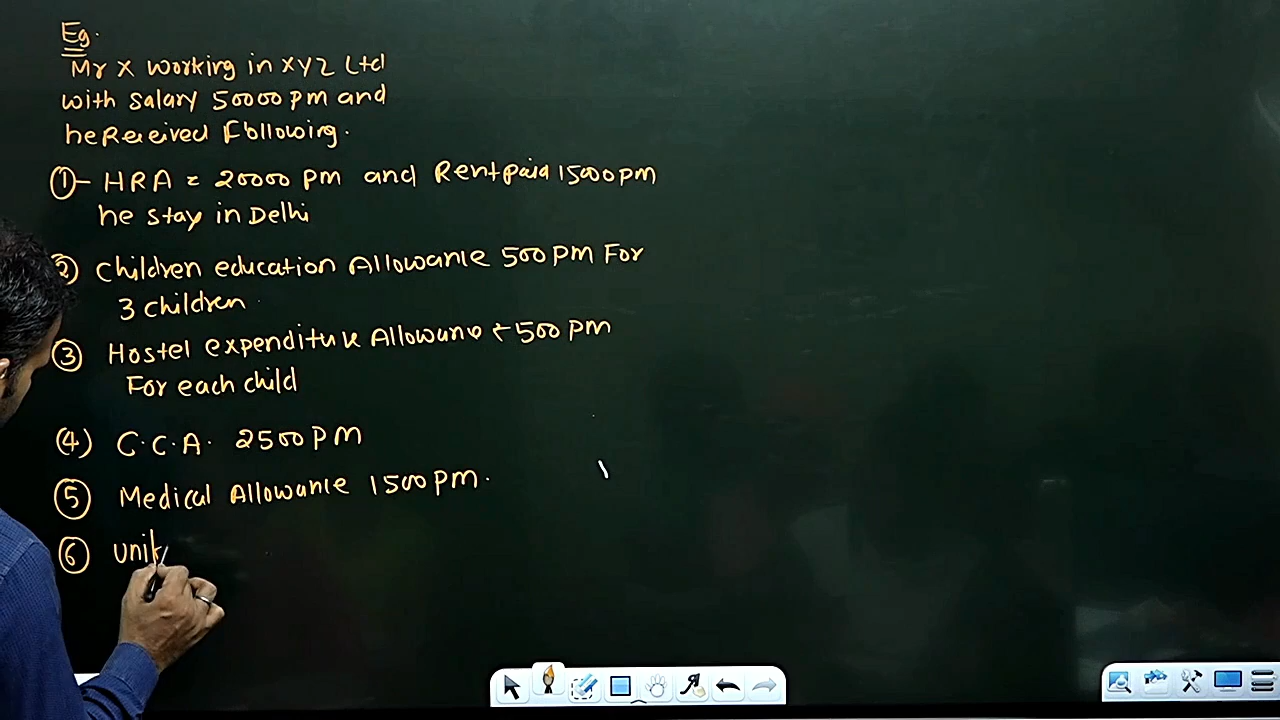 Eg.
Mr X working in XYZ Ltd
with salary 50000 pm and
he Received Following.
① - HRA = 20000 pm and Rent paid 15000 pm
he stay in Delhi
② Children education Allowance 500 pm For
3 children
③ Hostel expenditure Allowance ₹ 500 pm
For each child
(4) C.C.A. 2500 PM
⑤ Medical Allowance 1500 pm.
⑥ Unif